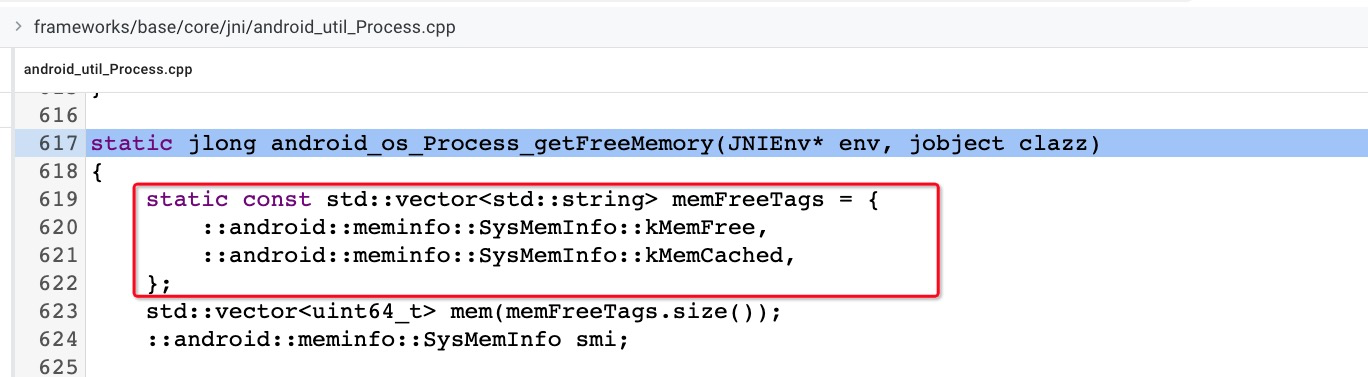 frameworks/base/core/jni/android_util_Process.cpp
android_util_Process.cpp
616
617 static jlong android_os_Process_getFreeMemory(JNIEnv* env, jobject clazz)
618 {
619 static const std::vector<std::string> memFreeTags = {
620 ::android::meminfo::SysMemInfo::kMemFree,
621 ::android::meminfo::SysMemInfo::kMemCached,
622 };
623 std::vector<uint64_t> mem(memFreeTags.size());
624 ::android::meminfo::SysMemInfo smi;
625